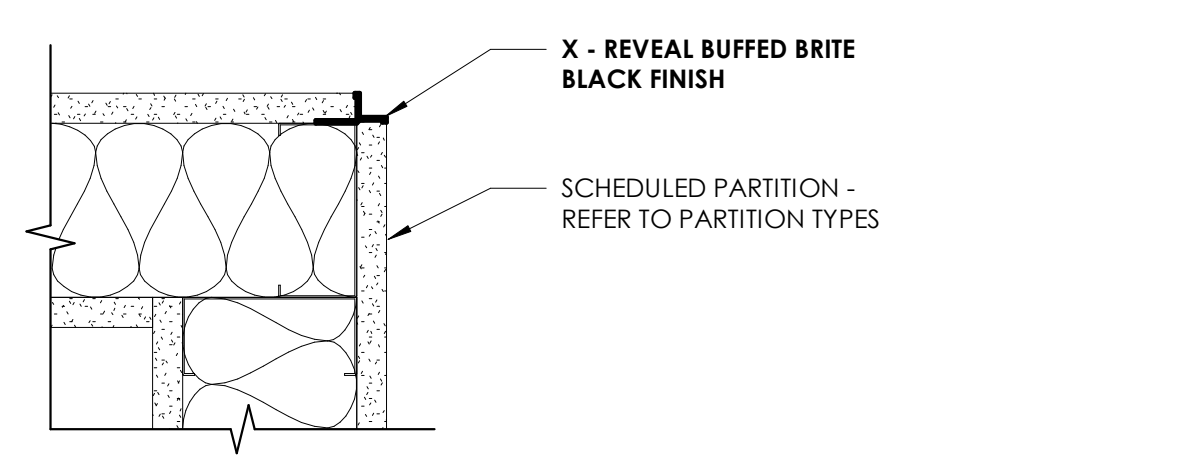 X - REVEAL BUFFED BRITE
BLACK FINISH
SCHEDULED PARTITION -
REFER TO PARTITION TYPES